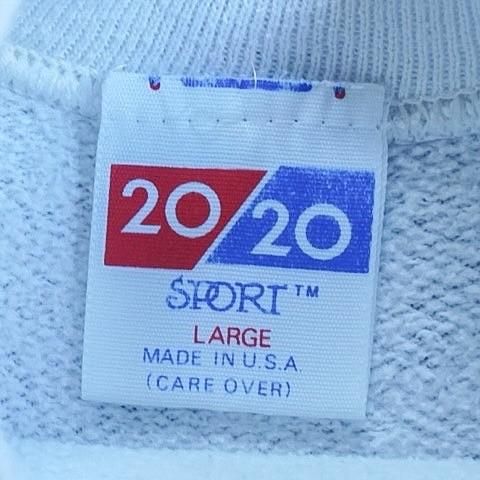 20/20
SPORT™
LARGE
MADE IN U.S.A.
(CARE OVER)